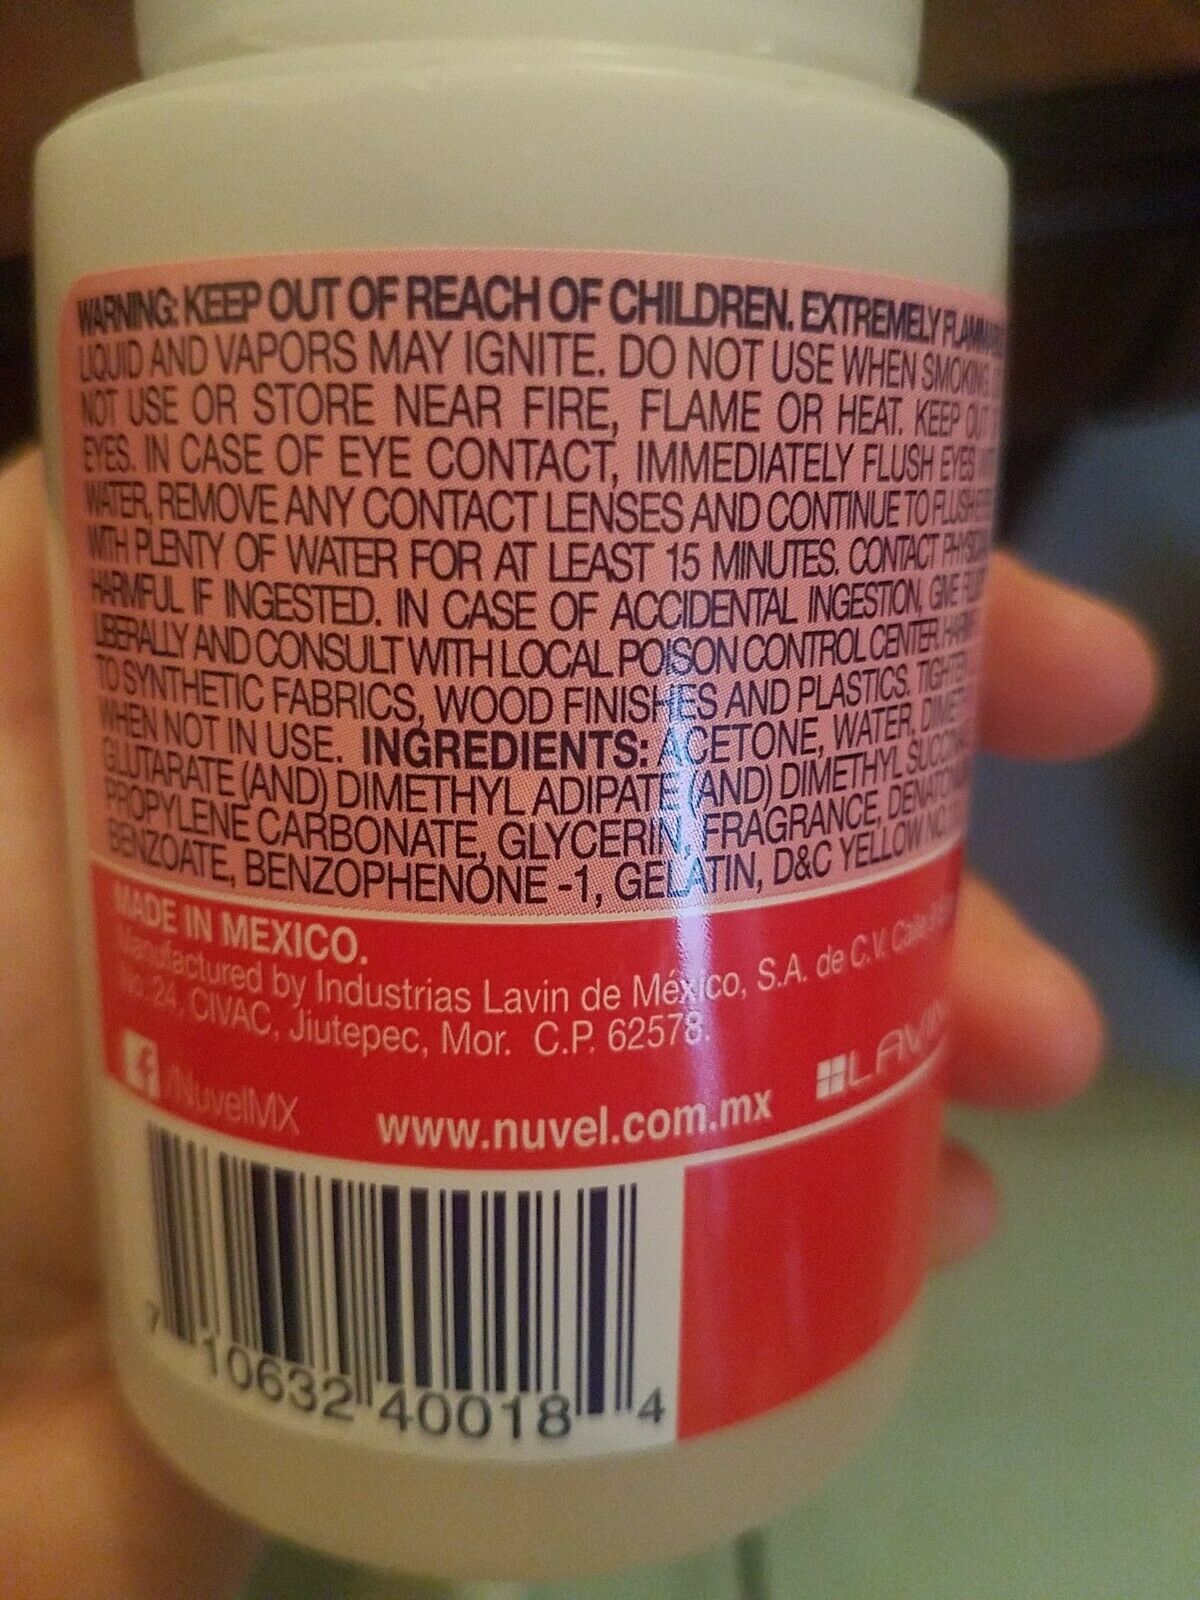 WARNING: KEEP OUT OF REACH OF CHILDREN. EXTREMELY
LIQUID AND VAPORS MAY IGNITE. DO NOT USE WHEN SMOKING.
NOT USE OR STORE NEAR FIRE, FLAME OR HEAT. KEEP OUT
EYES. IN CASE OF EYE CONTACT, IMMEDIATELY FLUSH EYES
WATER, REMOVE ANY CONTACT LENSES AND CONTINUE TO FLUSH
WITH PLENTY OF WATER FOR AT LEAST 15 MINUTES. CONTACT
HARMFUL IF INGESTED. IN CASE OF ACCIDENTAL INGESTION, GIVE
LIBERALLY AND CONSULT WITH LOCAL POISON CONTROL CENTER.
TO SYNTHETIC FABRICS, WOOD FINISHES AND PLASTICS. TIGHTEN
WHEN NOT IN USE. INGREDIENTS: ACETONE, WATER,
GLUTARATE (AND) DIMETHYL ADIPATE (AND) DIMETHYL
PROPYLENE CARBONATE, GLYCERIN, FRAGRANCE,
BENZOATE, BENZOPHENONE -1, GELATIN, D&C YELLOW NO.
MADE IN MEXICO.
Manufactured by Industrias Lavin de México, S.A. de C.V.
No. 24, CIVAC, Jiutepec, Mor. C.P. 62578.
f /NuvelMX
www.nuvel.com.mx
LAVIN
7 10632 40018 4